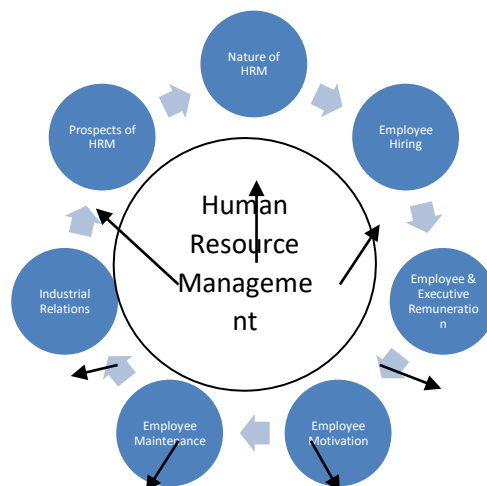 Nature of
HRM
Employee
Hiring
Employee &
Executive
Remuneratio
n
Employee
Motivation
Employee
Maintenance
Industrial
Relations
Prospects of
HRM
Human
Resource
Manageme
nt